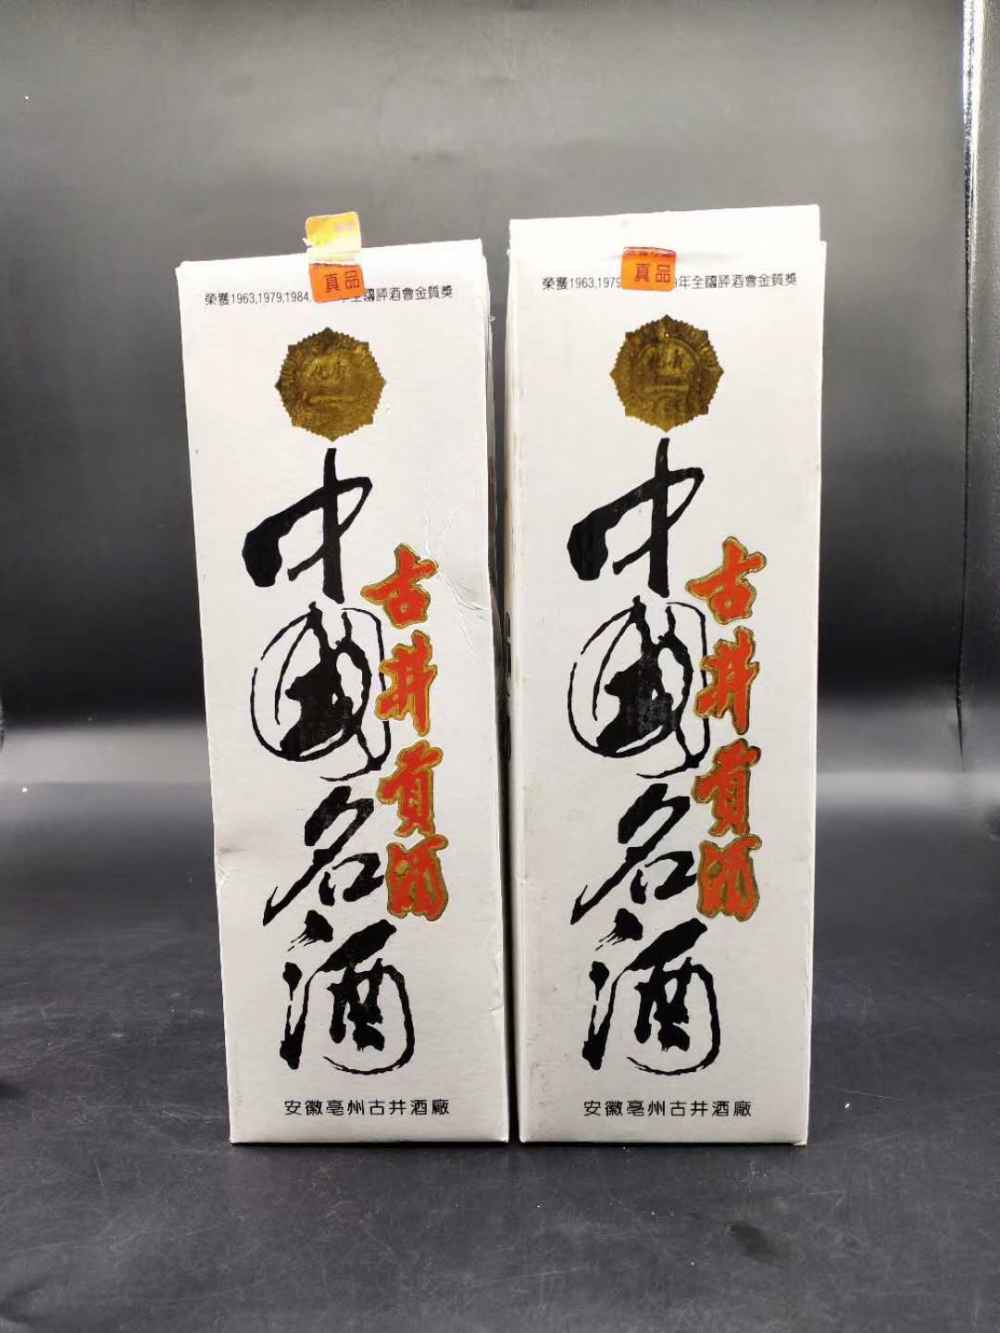 真品
榮獲1963,1979,1984,
年全國評酒會金質獎
中國名酒
古井貢酒
安徽亳州古井酒廠
真品
榮獲1963,1979
9年全國評酒會金質獎
中國名酒
古井貢酒
安徽亳州古井酒廠